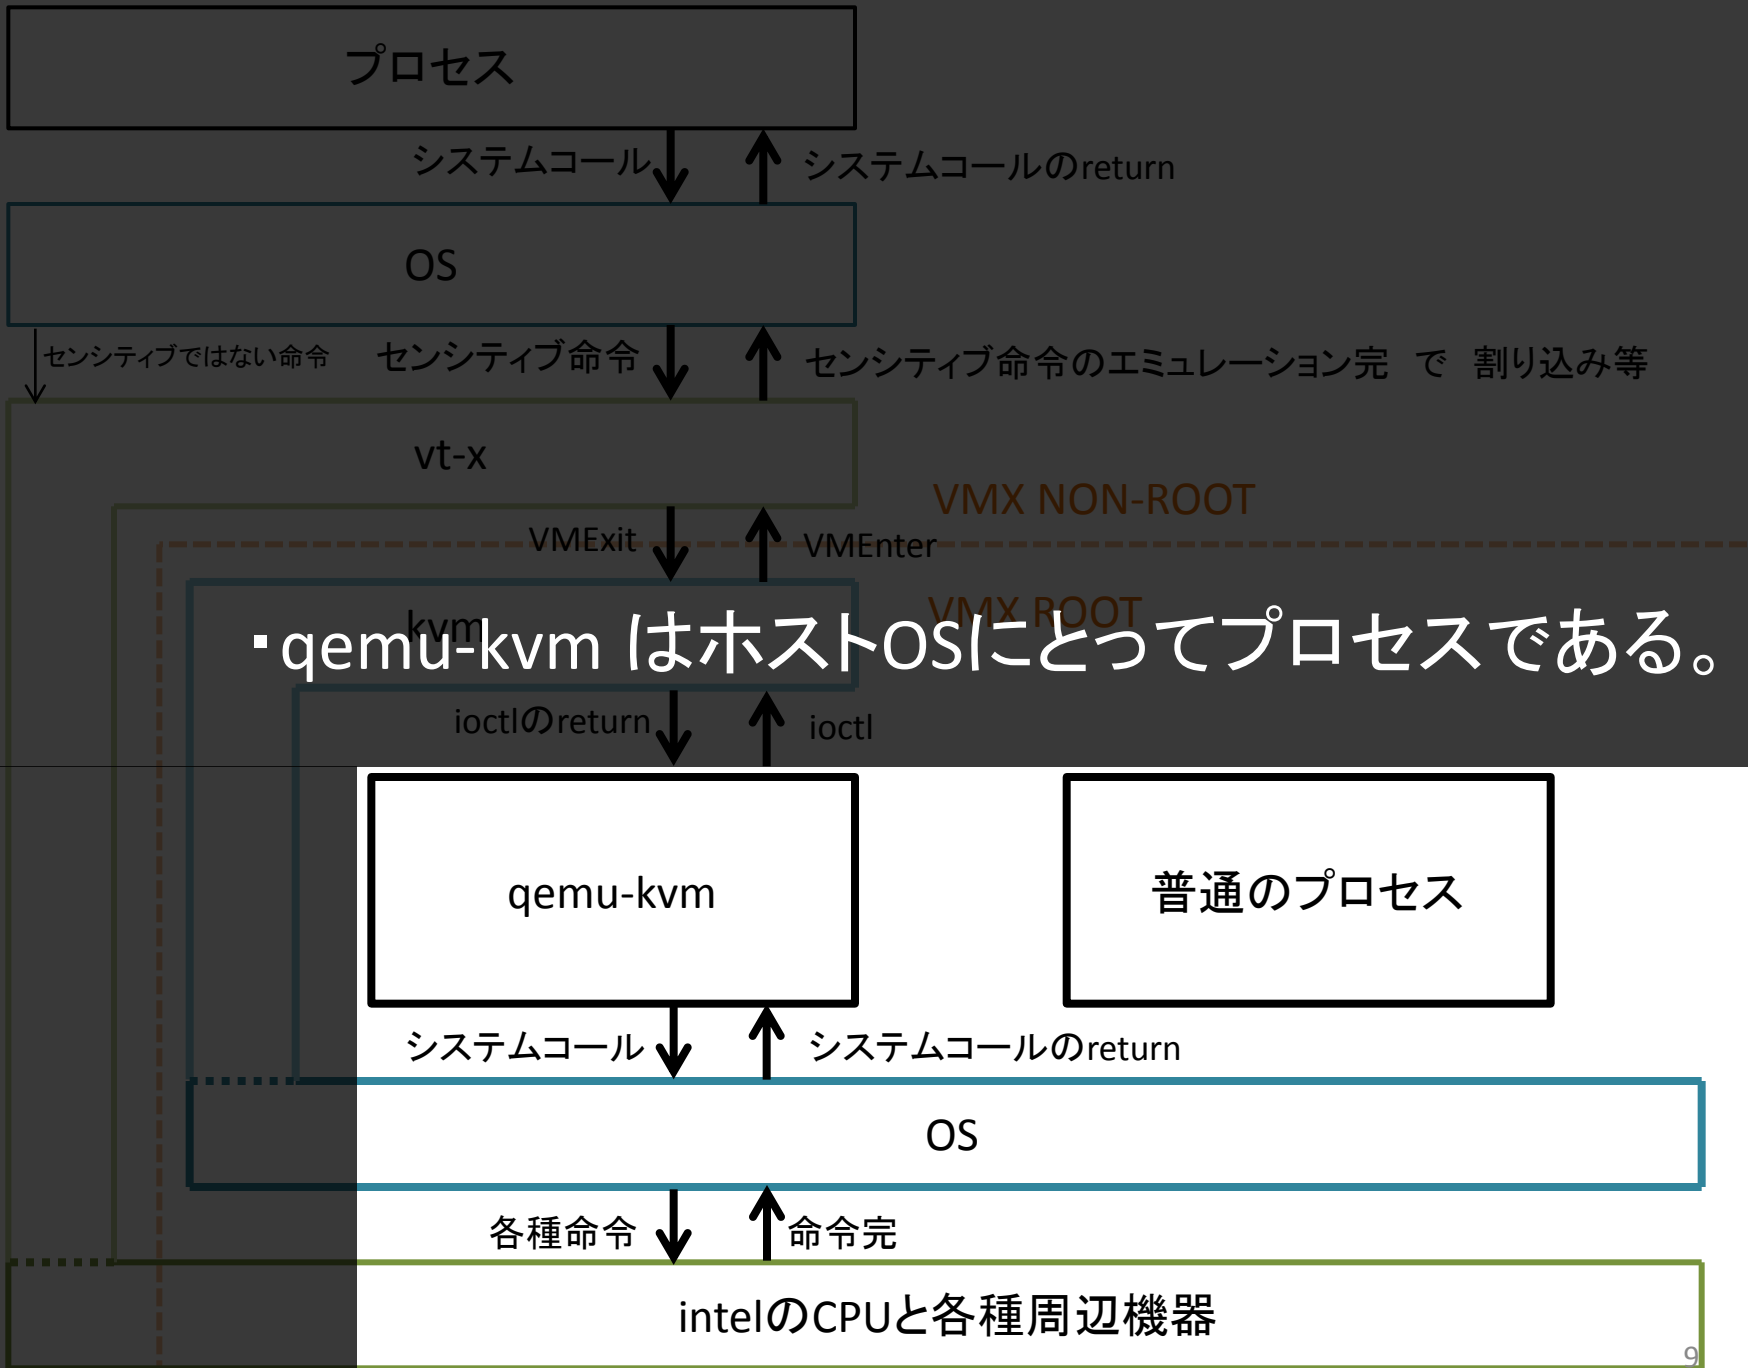 プロセス
システムコール
システムコールのreturn
OS
センシティブではない命令
センシティブ命令
センシティブ命令のエミュレーション完　で　割り込み等
vt-x
VMX NON-ROOT
VMExit
VMEnter
kvm
VMX ROOT
・qemu-kvm はホストOSにとってプロセスである。
ioctlのreturn
ioctl
qemu-kvm
普通のプロセス
システムコール
システムコールのreturn
OS
各種命令
命令完
intelのCPUと各種周辺機器
9